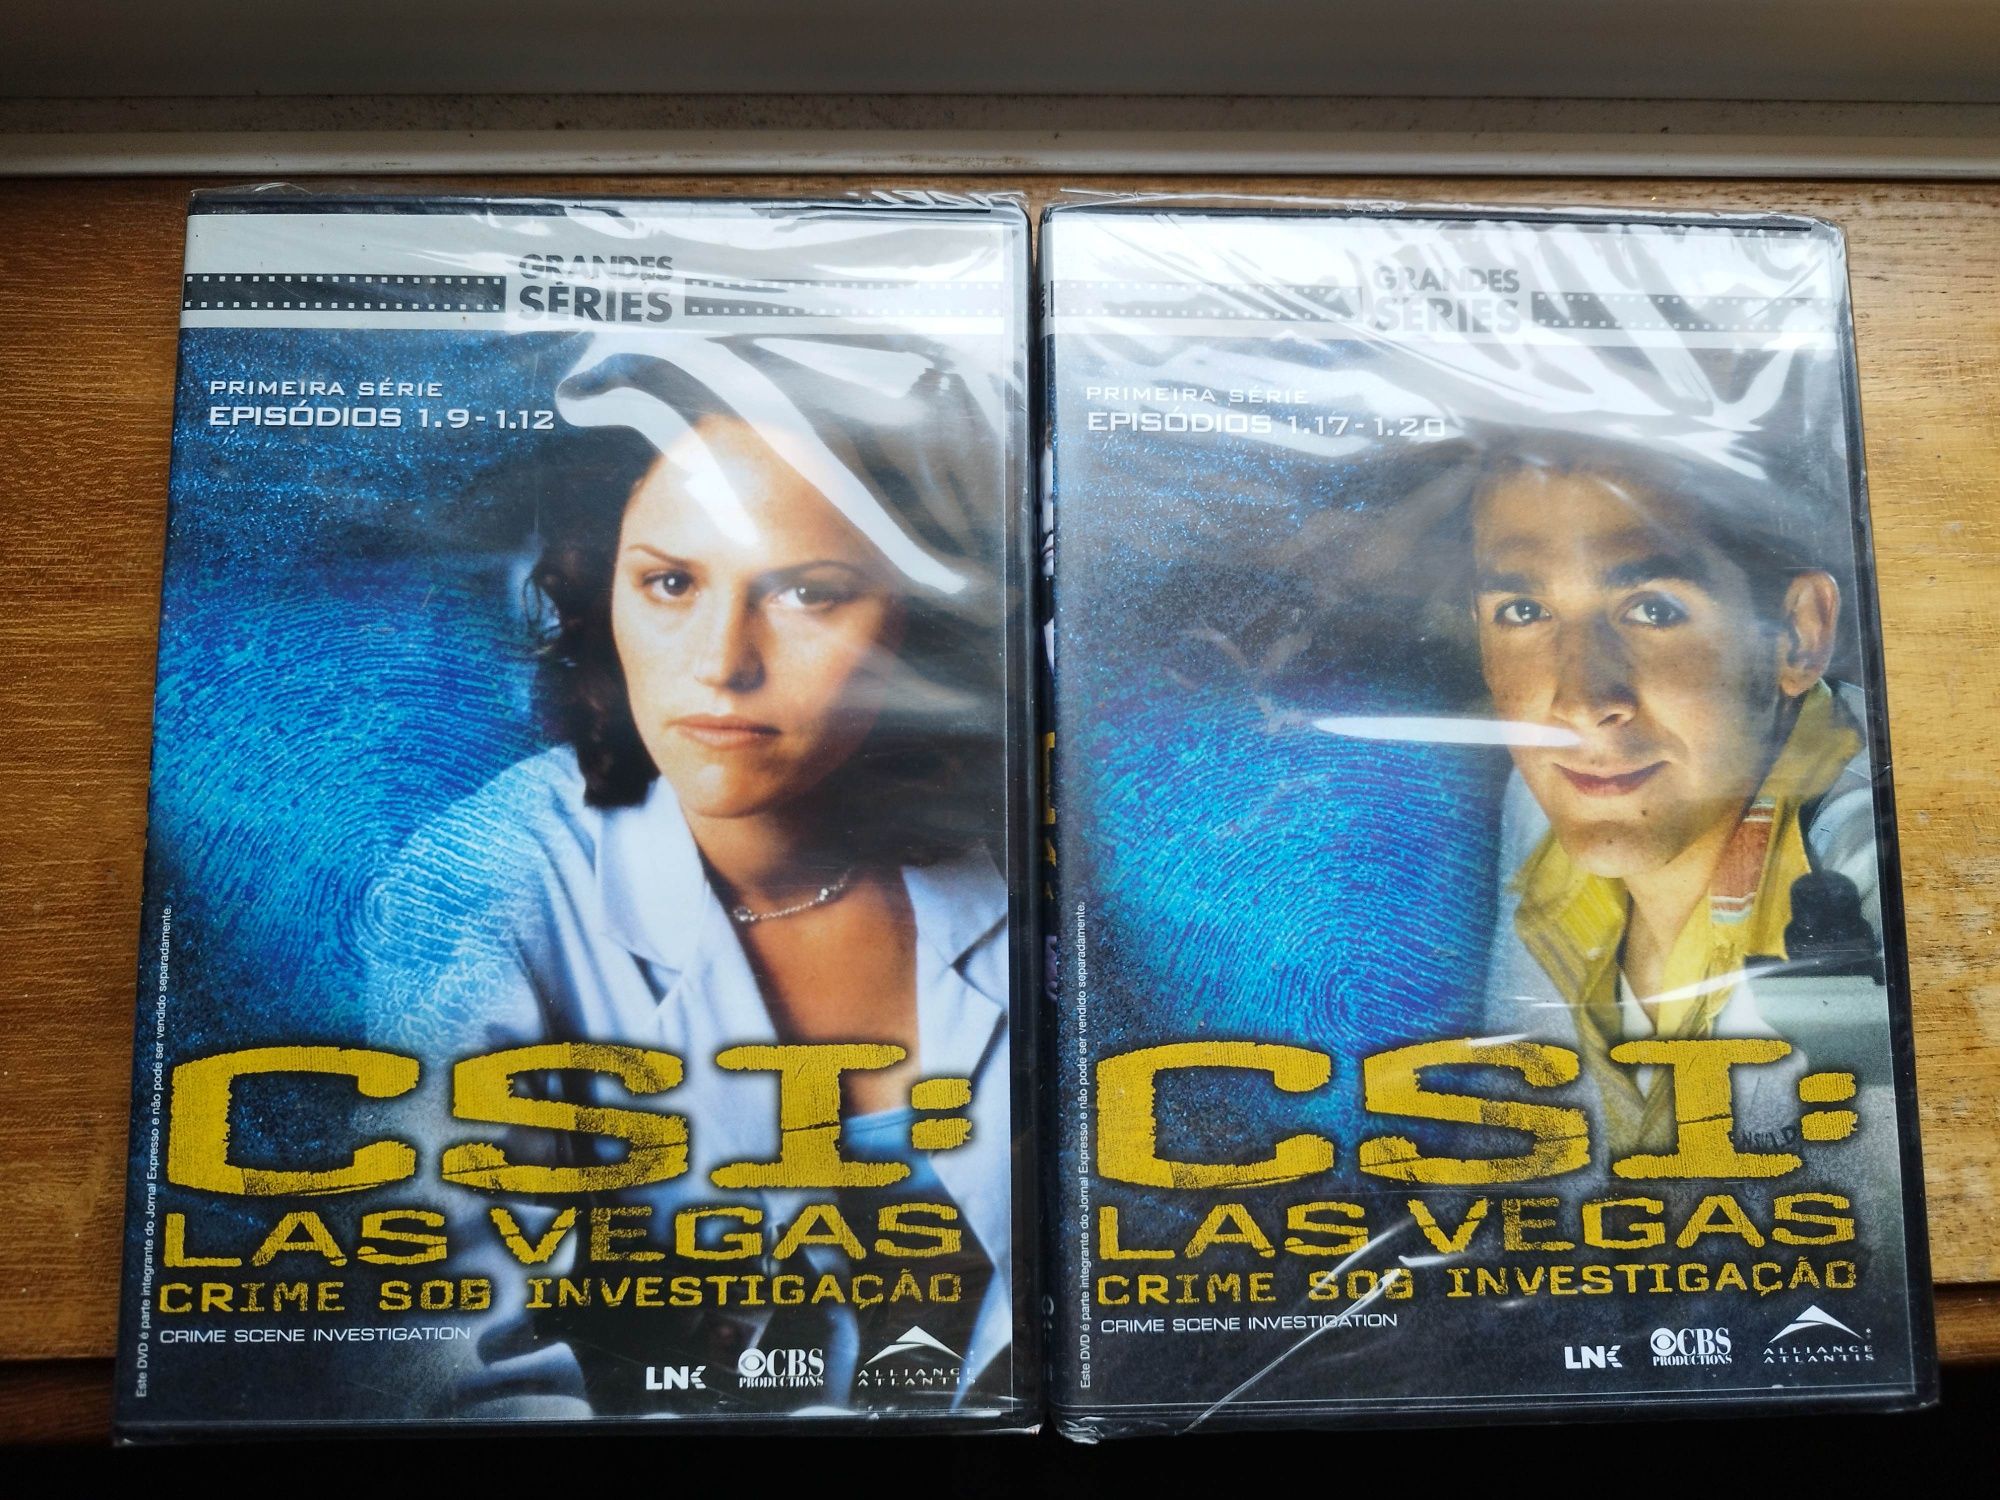 GRANDES
SÉRIES
PRIMEIRA SÉRIE
EPISÓDIOS 1.9 - 1.12
Este DVD é parte integrante do Jornal Expresso e não pode ser vendido separadamente.
CSI:
LAS VEGAS
CRIME SOB INVESTIGAÇÃO
CRIME SCENE INVESTIGATION
LNK
CBS
PRODUCTIONS
ALLIANCE
ATLANTIS
GRANDES
SÉRIES
PRIMEIRA SÉRIE
EPISÓDIOS 1.17 - 1.20
Este DVD é parte integrante do Jornal Expresso e não pode ser vendido separadamente.
CSI:
LAS VEGAS
CRIME SOB INVESTIGAÇÃO
CRIME SCENE INVESTIGATION
LNK
CBS
PRODUCTIONS
ALLIANCE
ATLANTIS